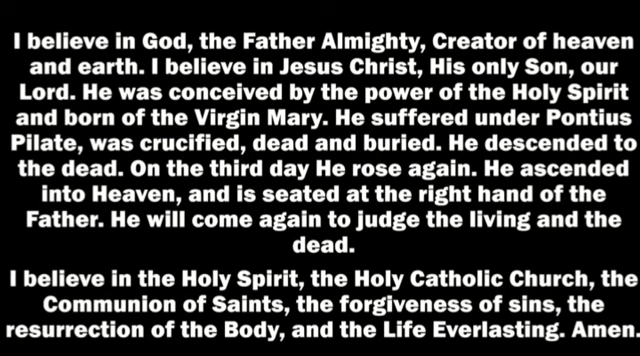 I believe in God, the Father Almighty, Creator of heaven
and earth. I believe in Jesus Christ, His only Son, our
Lord. He was conceived by the power of the Holy Spirit
and born of the Virgin Mary. He suffered under Pontius
Pilate, was crucified, dead and buried. He descended to
the dead. On the third day He rose again. He ascended
into Heaven, and is seated at the right hand of the
Father. He will come again to judge the living and the
dead.
I believe in the Holy Spirit, the Holy Catholic Church, the
Communion of Saints, the forgiveness of sins, the
resurrection of the Body, and the Life Everlasting. Amen.